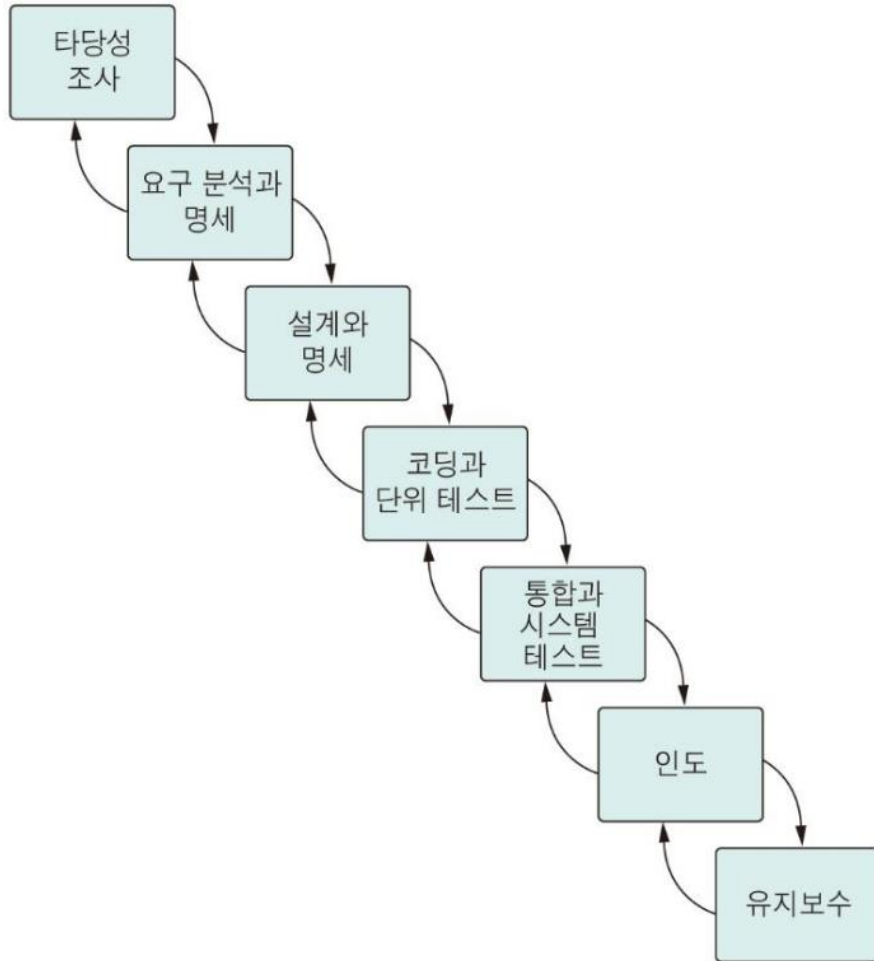 타당성
조사
요구 분석과
명세
설계와
명세
코딩과
단위 테스트
통합과
시스템
테스트
인도
유지보수